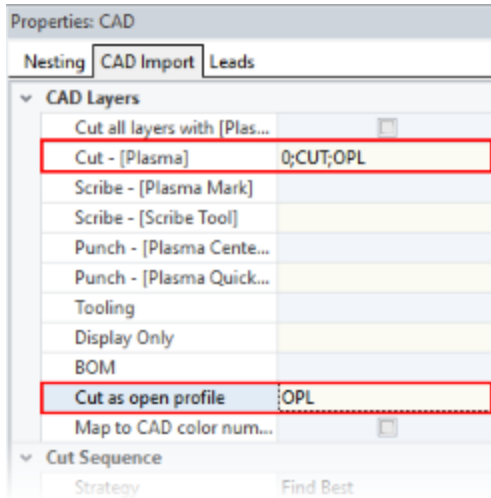 Properties: CAD
Nesting CAD Import Leads
CAD Layers
Cut all layers with [Plas...
Cut - [Plasma] 0;CUT;OPL
Scribe - [Plasma Mark]
Scribe - [Scribe Tool]
Punch - [Plasma Cente...
Punch - [Plasma Quick...
Tooling
Display Only
BOM
Cut as open profile OPL
Map to CAD color num...
Cut Sequence
Strategy Find Best